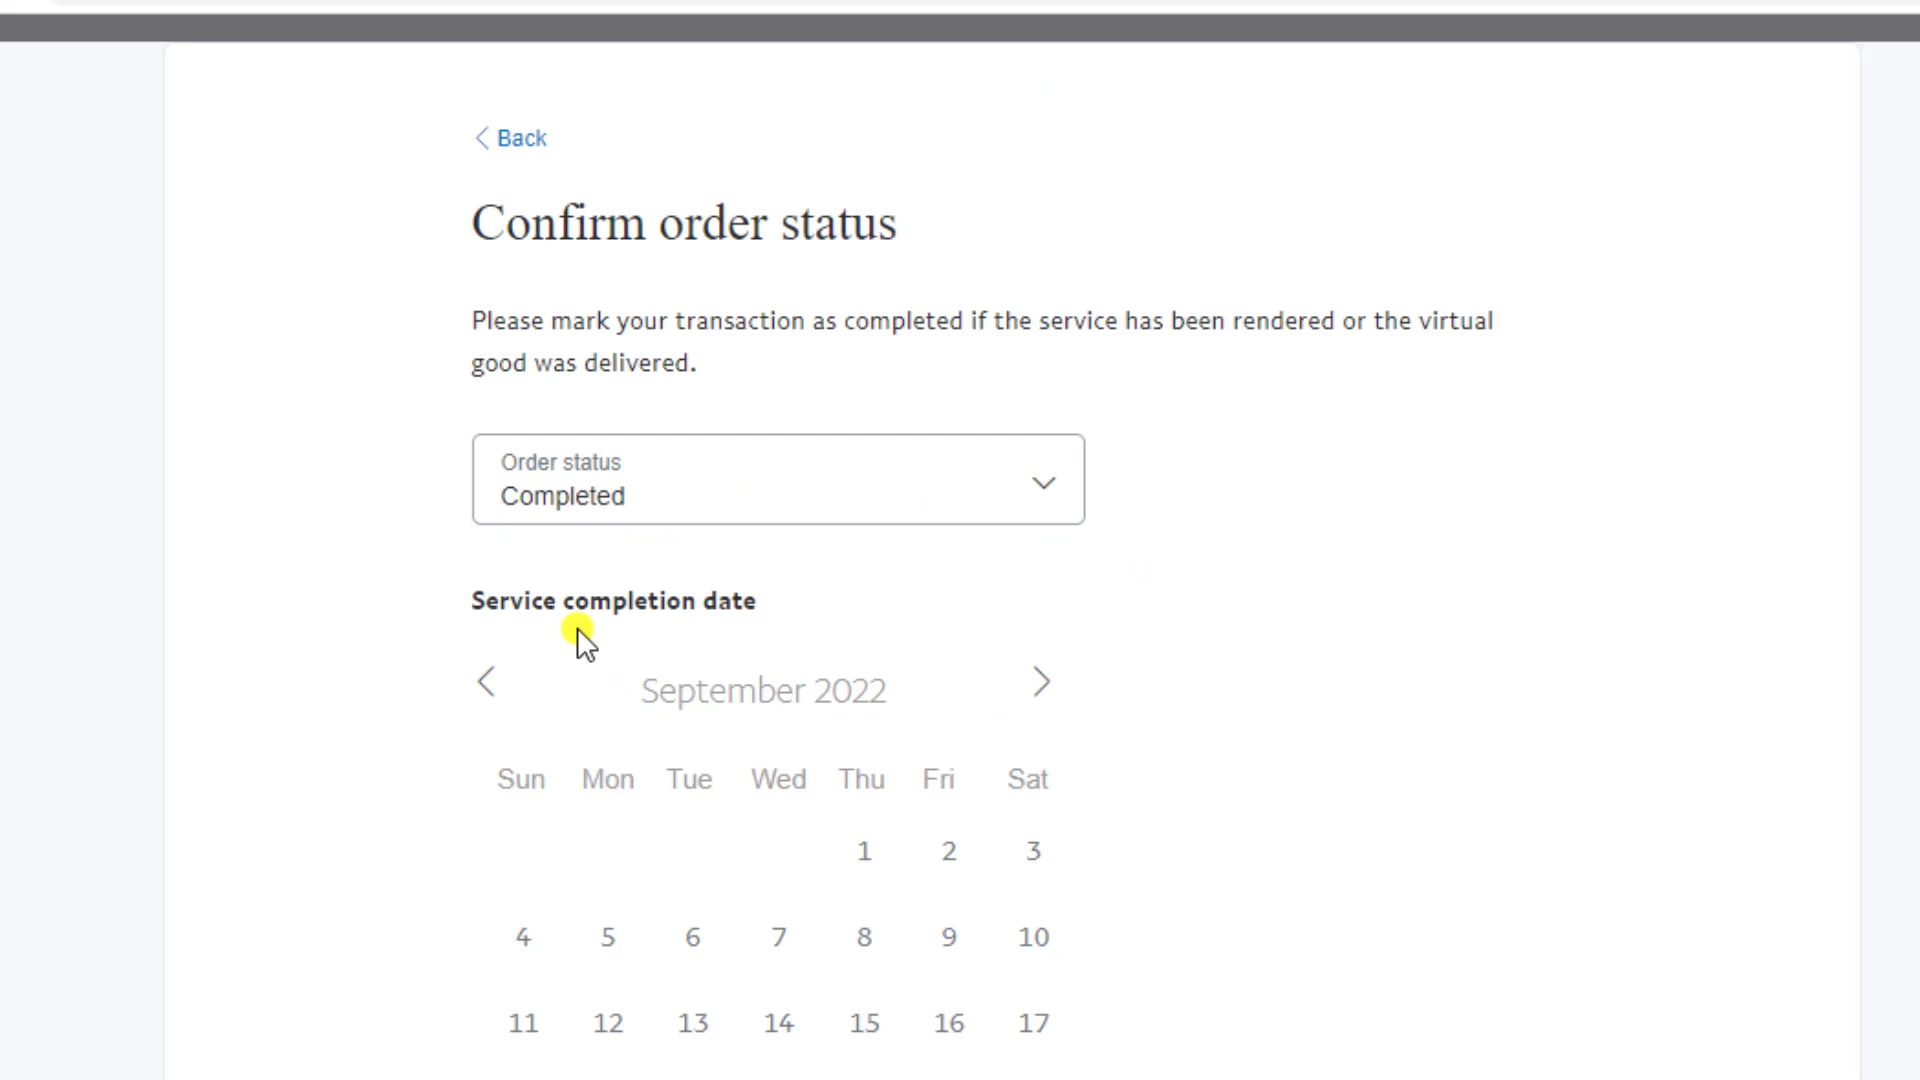 Back
Confirm order status
Please mark your transaction as completed if the service has been rendered or the virtual
good was delivered.
Order status
Completed
Service completion date
September 2022
Sun Mon Tue Wed Thu Fri Sat
1 2 3
4 5 6 7 8 9 10
11 12 13 14 15 16 17